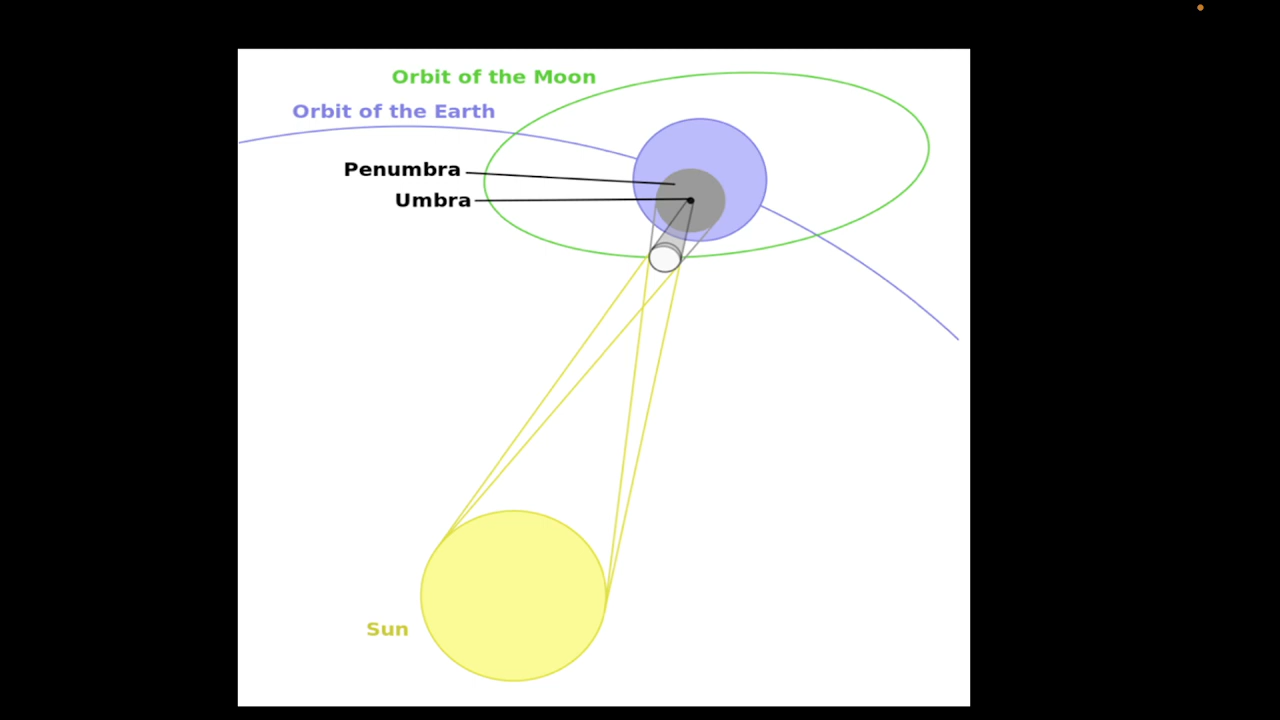 Orbit of the Moon
Orbit of the Earth
Penumbra
Umbra
Sun